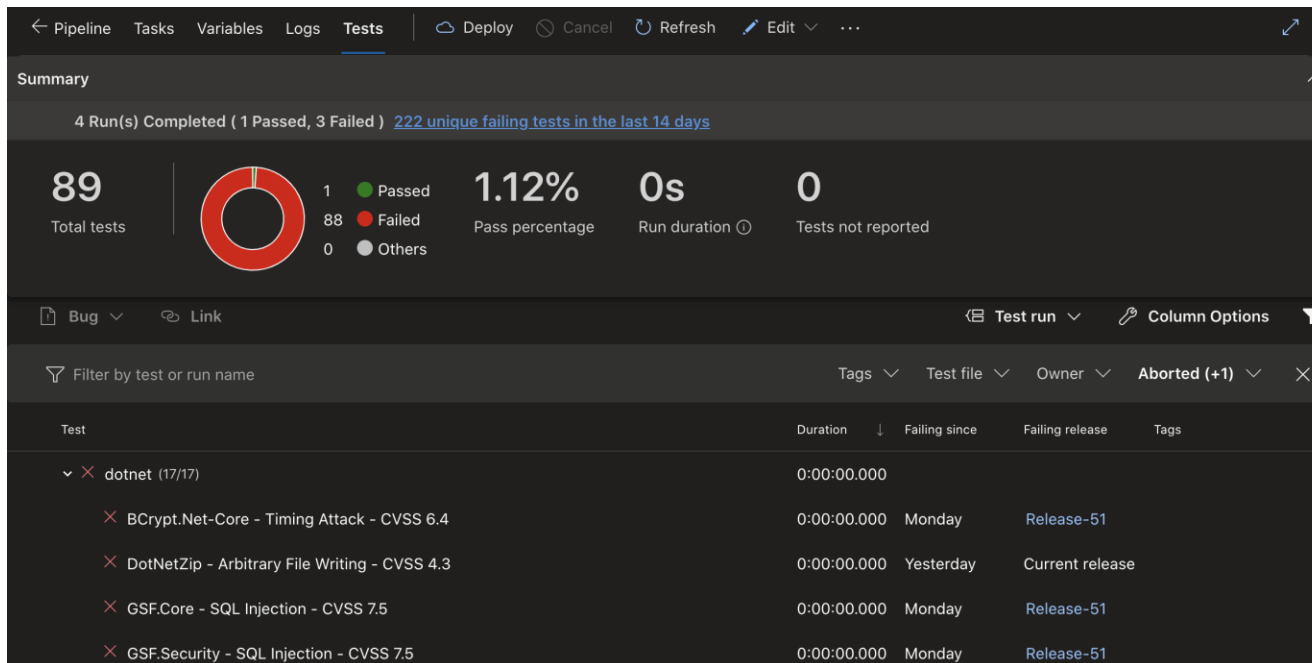 ← Pipeline Tasks Variables Logs Tests Deploy Cancel Refresh Edit ...
Summary
4 Run(s) Completed ( 1 Passed, 3 Failed ) 222 unique failing tests in the last 14 days
89
Total tests
1 Passed
88 Failed
0 Others
1.12%
Pass percentage
0s
Run duration
0
Tests not reported
Bug Link Test run Column Options
Filter by test or run name Tags Test file Owner Aborted (+1)
Test Duration ↓ Failing since Failing release Tags
dotnet (17/17) 0:00:00.000
BCrypt.Net-Core - Timing Attack - CVSS 6.4 0:00:00.000 Monday Release-51
DotNetZip - Arbitrary File Writing - CVSS 4.3 0:00:00.000 Yesterday Current release
GSF.Core - SQL Injection - CVSS 7.5 0:00:00.000 Monday Release-51
GSF.Security - SQL Injection - CVSS 7.5 0:00:00.000 Monday Release-51